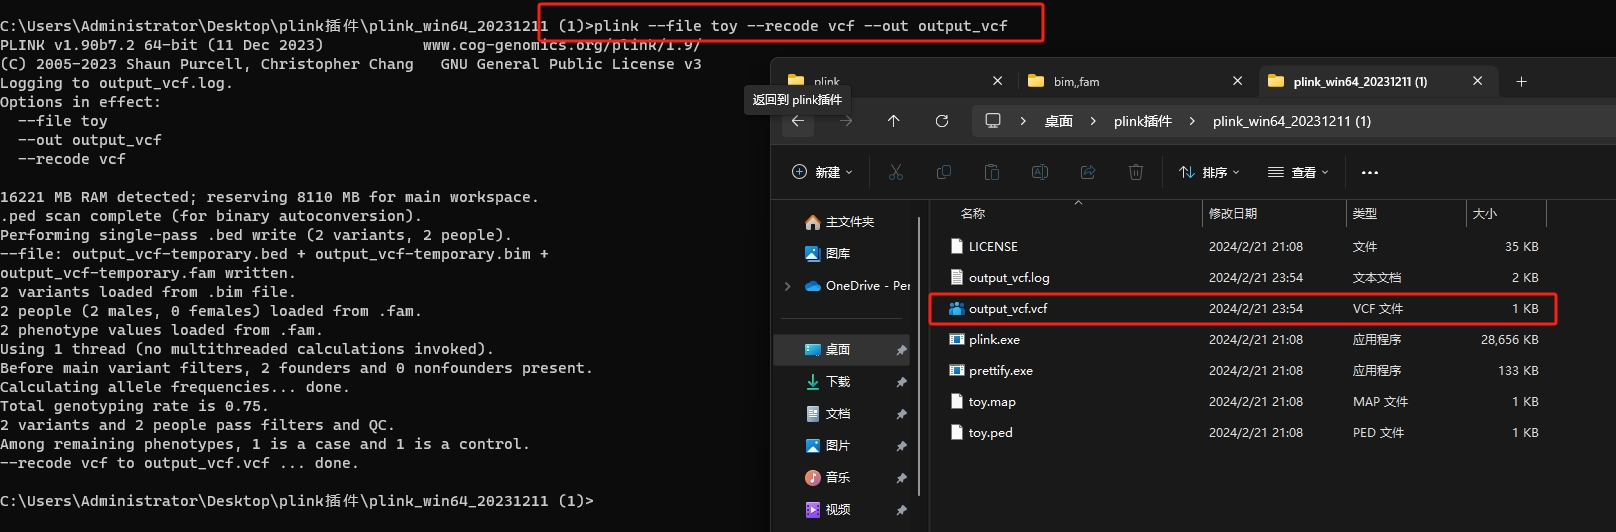 C:\Users\Administrator\Desktop\plink插件\plink_win64_20231211 (1)>plink --file toy --recode vcf --out output_vcf
PLINK v1.90b7.2 64-bit (11 Dec 2023)           www.cog-genomics.org/plink/1.9/
(C) 2005-2023 Shaun Purcell, Christopher Chang   GNU General Public License v3
Logging to output_vcf.log.
Options in effect:
  --file toy
  --out output_vcf
  --recode vcf
16221 MB RAM detected; reserving 8110 MB for main workspace.
.ped scan complete (for binary autoconversion).
Performing single-pass .bed write (2 variants, 2 people).
--file: output_vcf-temporary.bed + output_vcf-temporary.bim +
output_vcf-temporary.fam written.
2 variants loaded from .bim file.
2 people (2 males, 0 females) loaded from .fam.
2 phenotype values loaded from .fam.
Using 1 thread (no multithreaded calculations invoked).
Before main variant filters, 2 founders and 0 nonfounders present.
Calculating allele frequencies... done.
Total genotyping rate is 0.75.
2 variants and 2 people pass filters and QC.
Among remaining phenotypes, 1 is a case and 1 is a control.
--recode vcf to output_vcf.vcf ... done.
C:\Users\Administrator\Desktop\plink插件\plink_win64_20231211 (1)>
plink
bim,,fam
plink_win64_20231211 (1)
返回到 plink插件
桌面
plink插件
plink_win64_20231211 (1)
新建
排序
查看
主文件夹
图库
OneDrive - Per
桌面
下载
文档
图片
音乐
视频
名称 修改日期 类型 大小
LICENSE 2024/2/21 21:08 文件 35 KB
output_vcf.log 2024/2/21 23:54 文本文档 2 KB
output_vcf.vcf 2024/2/21 23:54 VCF 文件 1 KB
plink.exe 2024/2/21 21:08 应用程序 28,656 KB
prettify.exe 2024/2/21 21:08 应用程序 133 KB
toy.map 2024/2/21 21:08 MAP 文件 1 KB
toy.ped 2024/2/21 21:08 PED 文件 1 KB